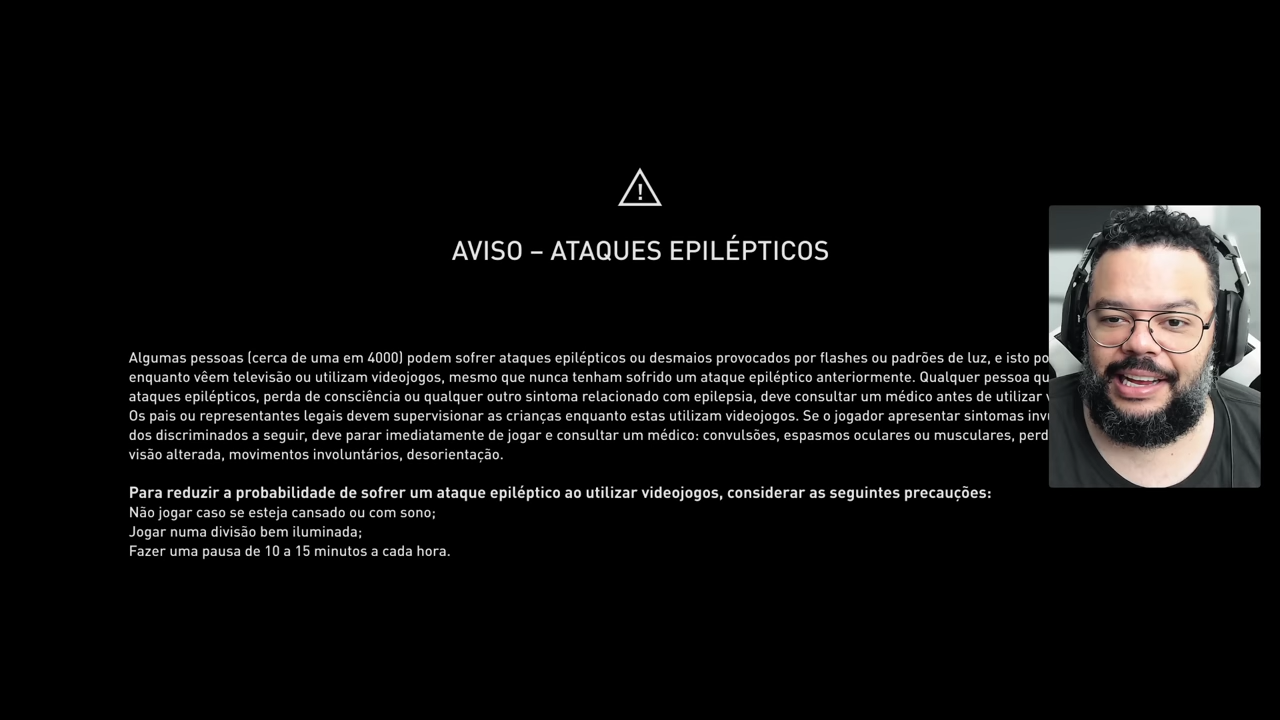 AVISO – ATAQUES EPILÉPTICOS
Algumas pessoas (cerca de uma em 4000) podem sofrer ataques epilépticos ou desmaios provocados por flashes ou padrões de luz, e isto
enquanto vêem televisão ou utilizam videojogos, mesmo que nunca tenham sofrido um ataque epiléptico anteriormente. Qualquer pessoa
ataques epilépticos, perda de consciência ou qualquer outro sintoma relacionado com epilepsia, deve consultar um médico antes de utilizar
Os pais ou representantes legais devem supervisionar as crianças enquanto estas utilizam videojogos. Se o jogador apresentar sintomas
dos discriminados a seguir, deve parar imediatamente de jogar e consultar um médico: convulsões, espasmos oculares ou musculares,
visão alterada, movimentos involuntários, desorientação.
Para reduzir a probabilidade de sofrer um ataque epiléptico ao utilizar videojogos, considerar as seguintes precauções:
Não jogar caso se esteja cansado ou com sono;
Jogar numa divisão bem iluminada;
Fazer uma pausa de 10 a 15 minutos a cada hora.